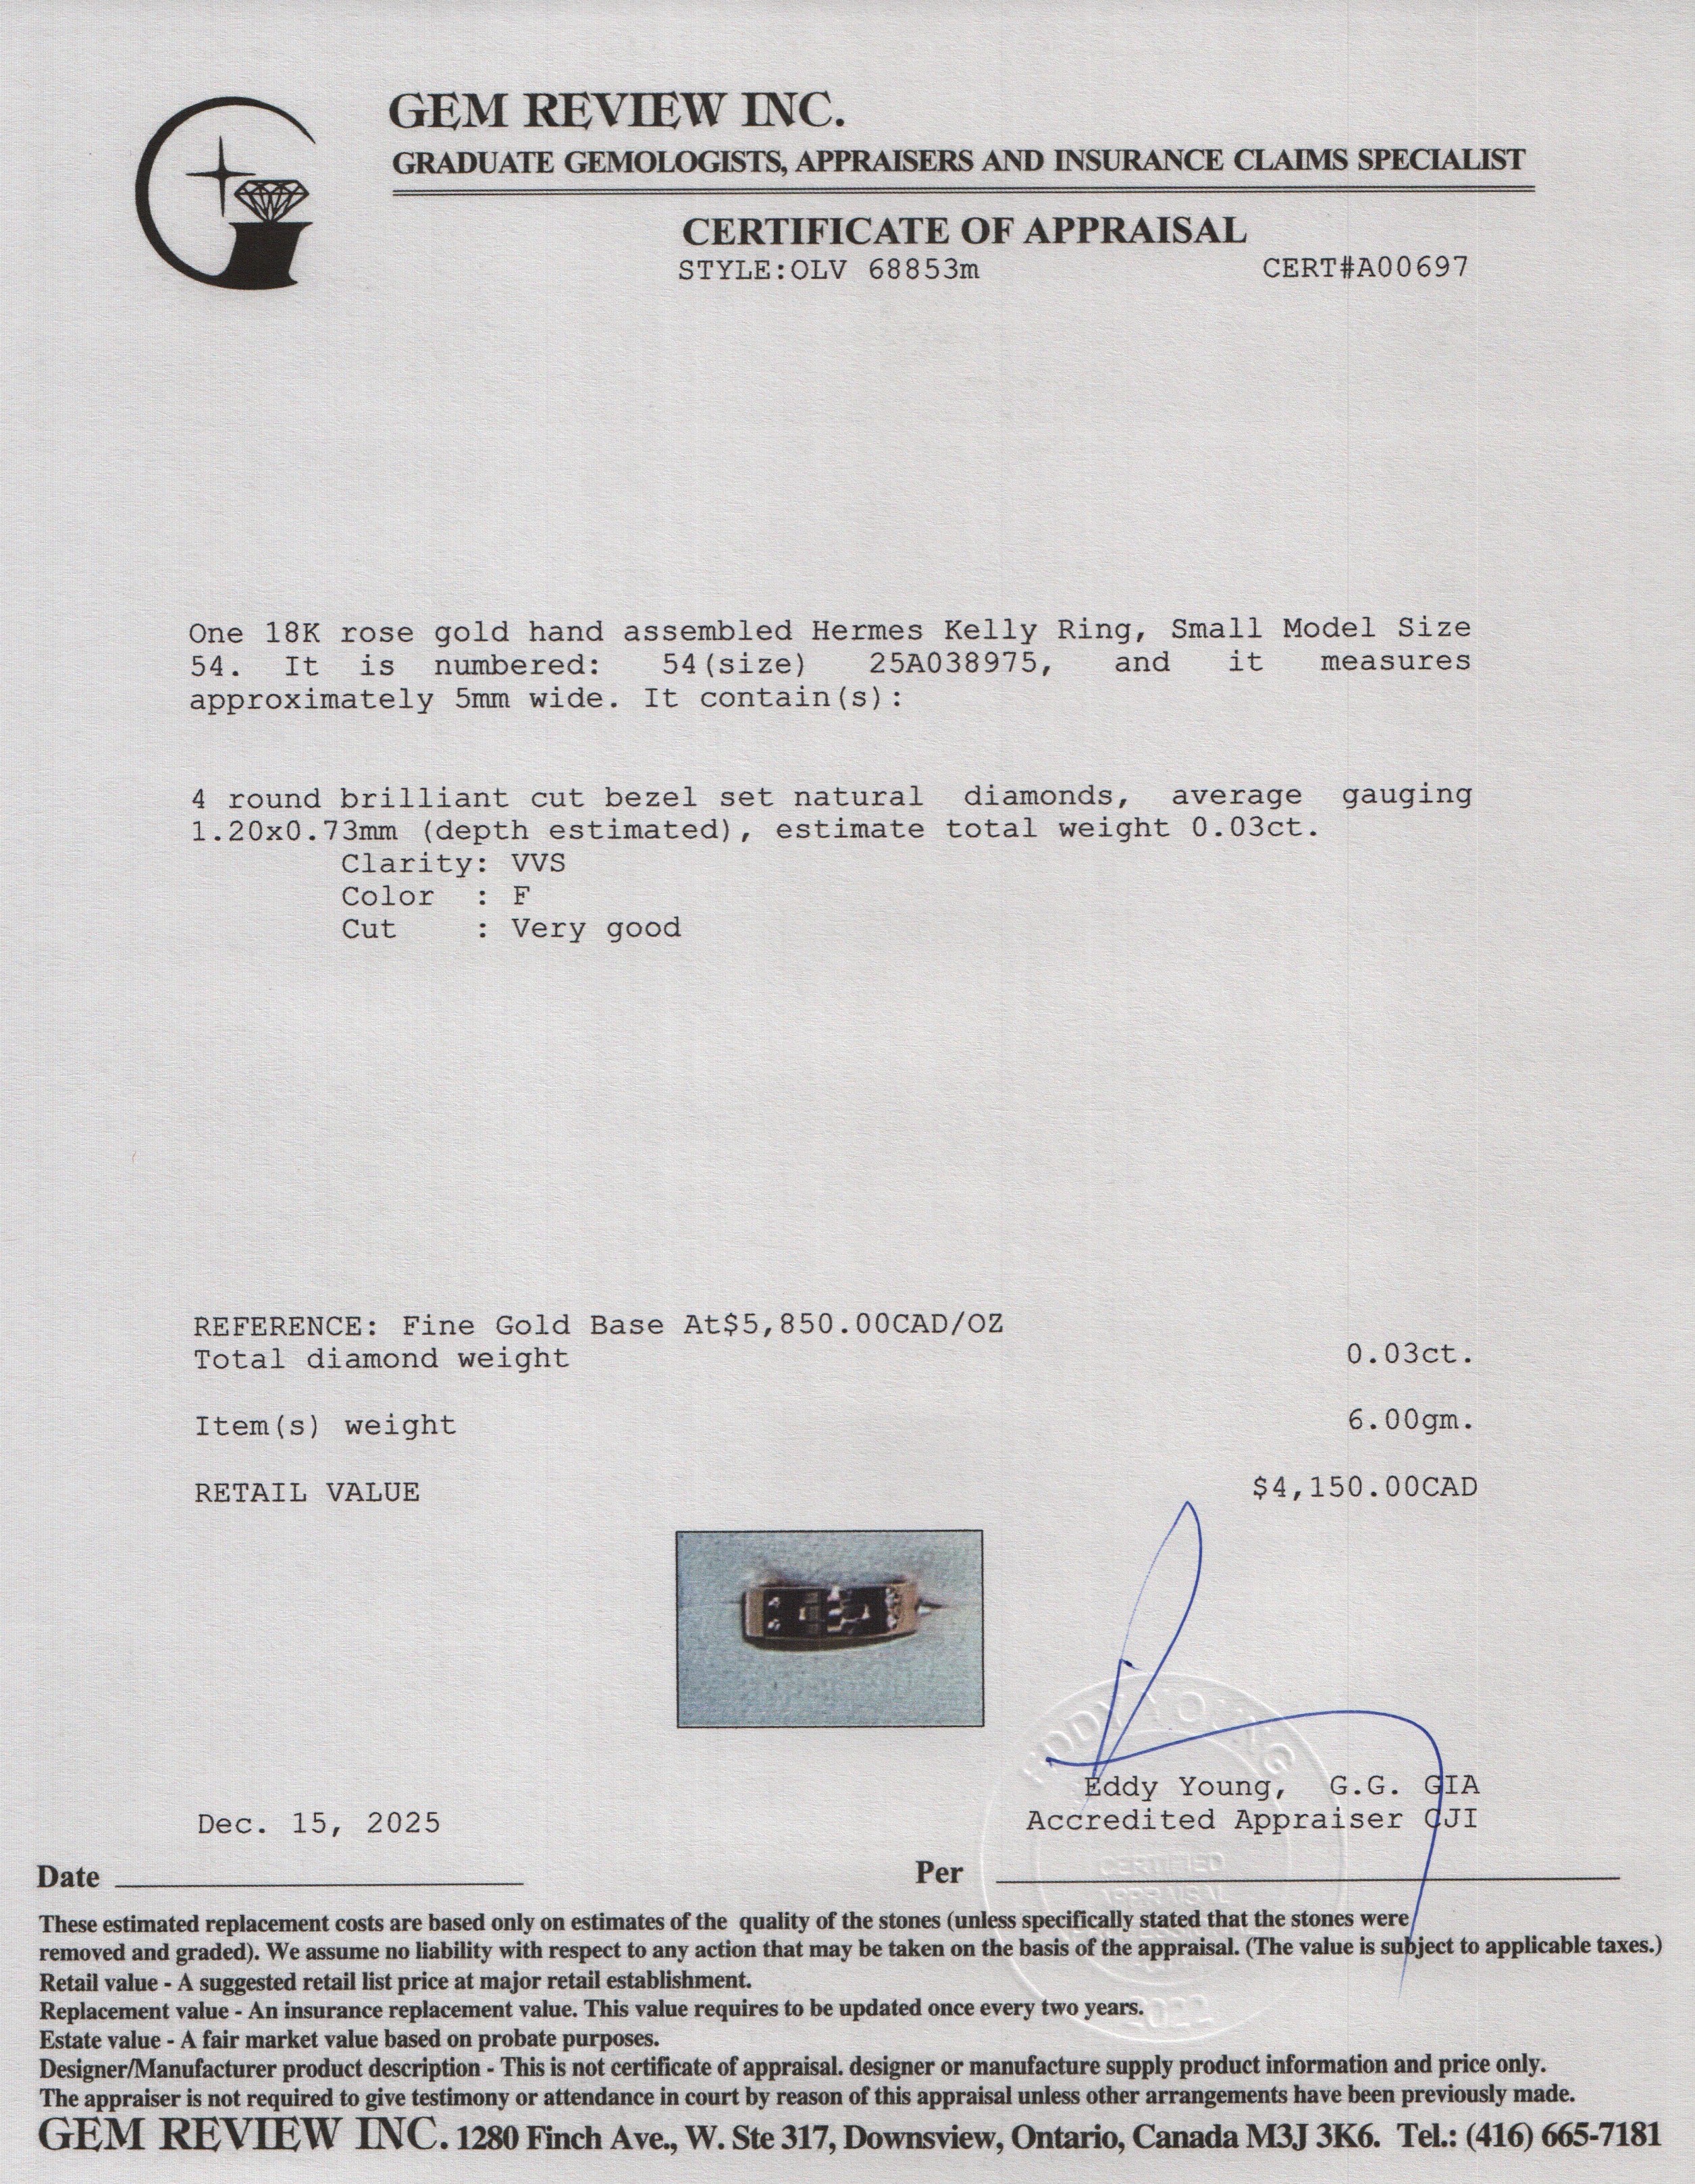 GEM REVIEW INC.
GRADUATE GEMOLOGISTS, APPRAISERS AND INSURANCE CLAIMS SPECIALIST
CERTIFICATE OF APPRAISAL
STYLE:OLV 68853m CERT#A00697
One 18K rose gold hand assembled Hermes Kelly Ring, Small Model Size
54. It is numbered: 54(size) 25A038975, and it measures
approximately 5mm wide. It contain(s):
4 round brilliant cut bezel set natural diamonds, average gauging
1.20x0.73mm (depth estimated), estimate total weight 0.03ct.
Clarity: VVS
Color : F
Cut : Very good
REFERENCE: Fine Gold Base At$5,850.00CAD/OZ
Total diamond weight 0.03ct.
Item(s) weight 6.00gm.
RETAIL VALUE $4,150.00CAD
EDDY YOUNG
Eddy Young, G.G. GIA
Dec. 15, 2025 Accredited Appraiser CJI
Date Per
CERTIFIED
APPRAISAL
2022
These estimated replacement costs are based only on estimates of the quality of the stones (unless specifically stated that the stones were
removed and graded). We assume no liability with respect to any action that may be taken on the basis of the appraisal. (The value is subject to applicable taxes.)
Retail value - A suggested retail list price at major retail establishment.
Replacement value - An insurance replacement value. This value requires to be updated once every two years.
Estate value - A fair market value based on probate purposes.
Designer/Manufacturer product description - This is not certificate of appraisal. designer or manufacture supply product information and price only.
The appraiser is not required to give testimony or attendance in court by reason of this appraisal unless other arrangements have been previously made.
GEM REVIEW INC. 1280 Finch Ave., W. Ste 317, Downsview, Ontario, Canada M3J 3K6. Tel.: (416) 665-7181